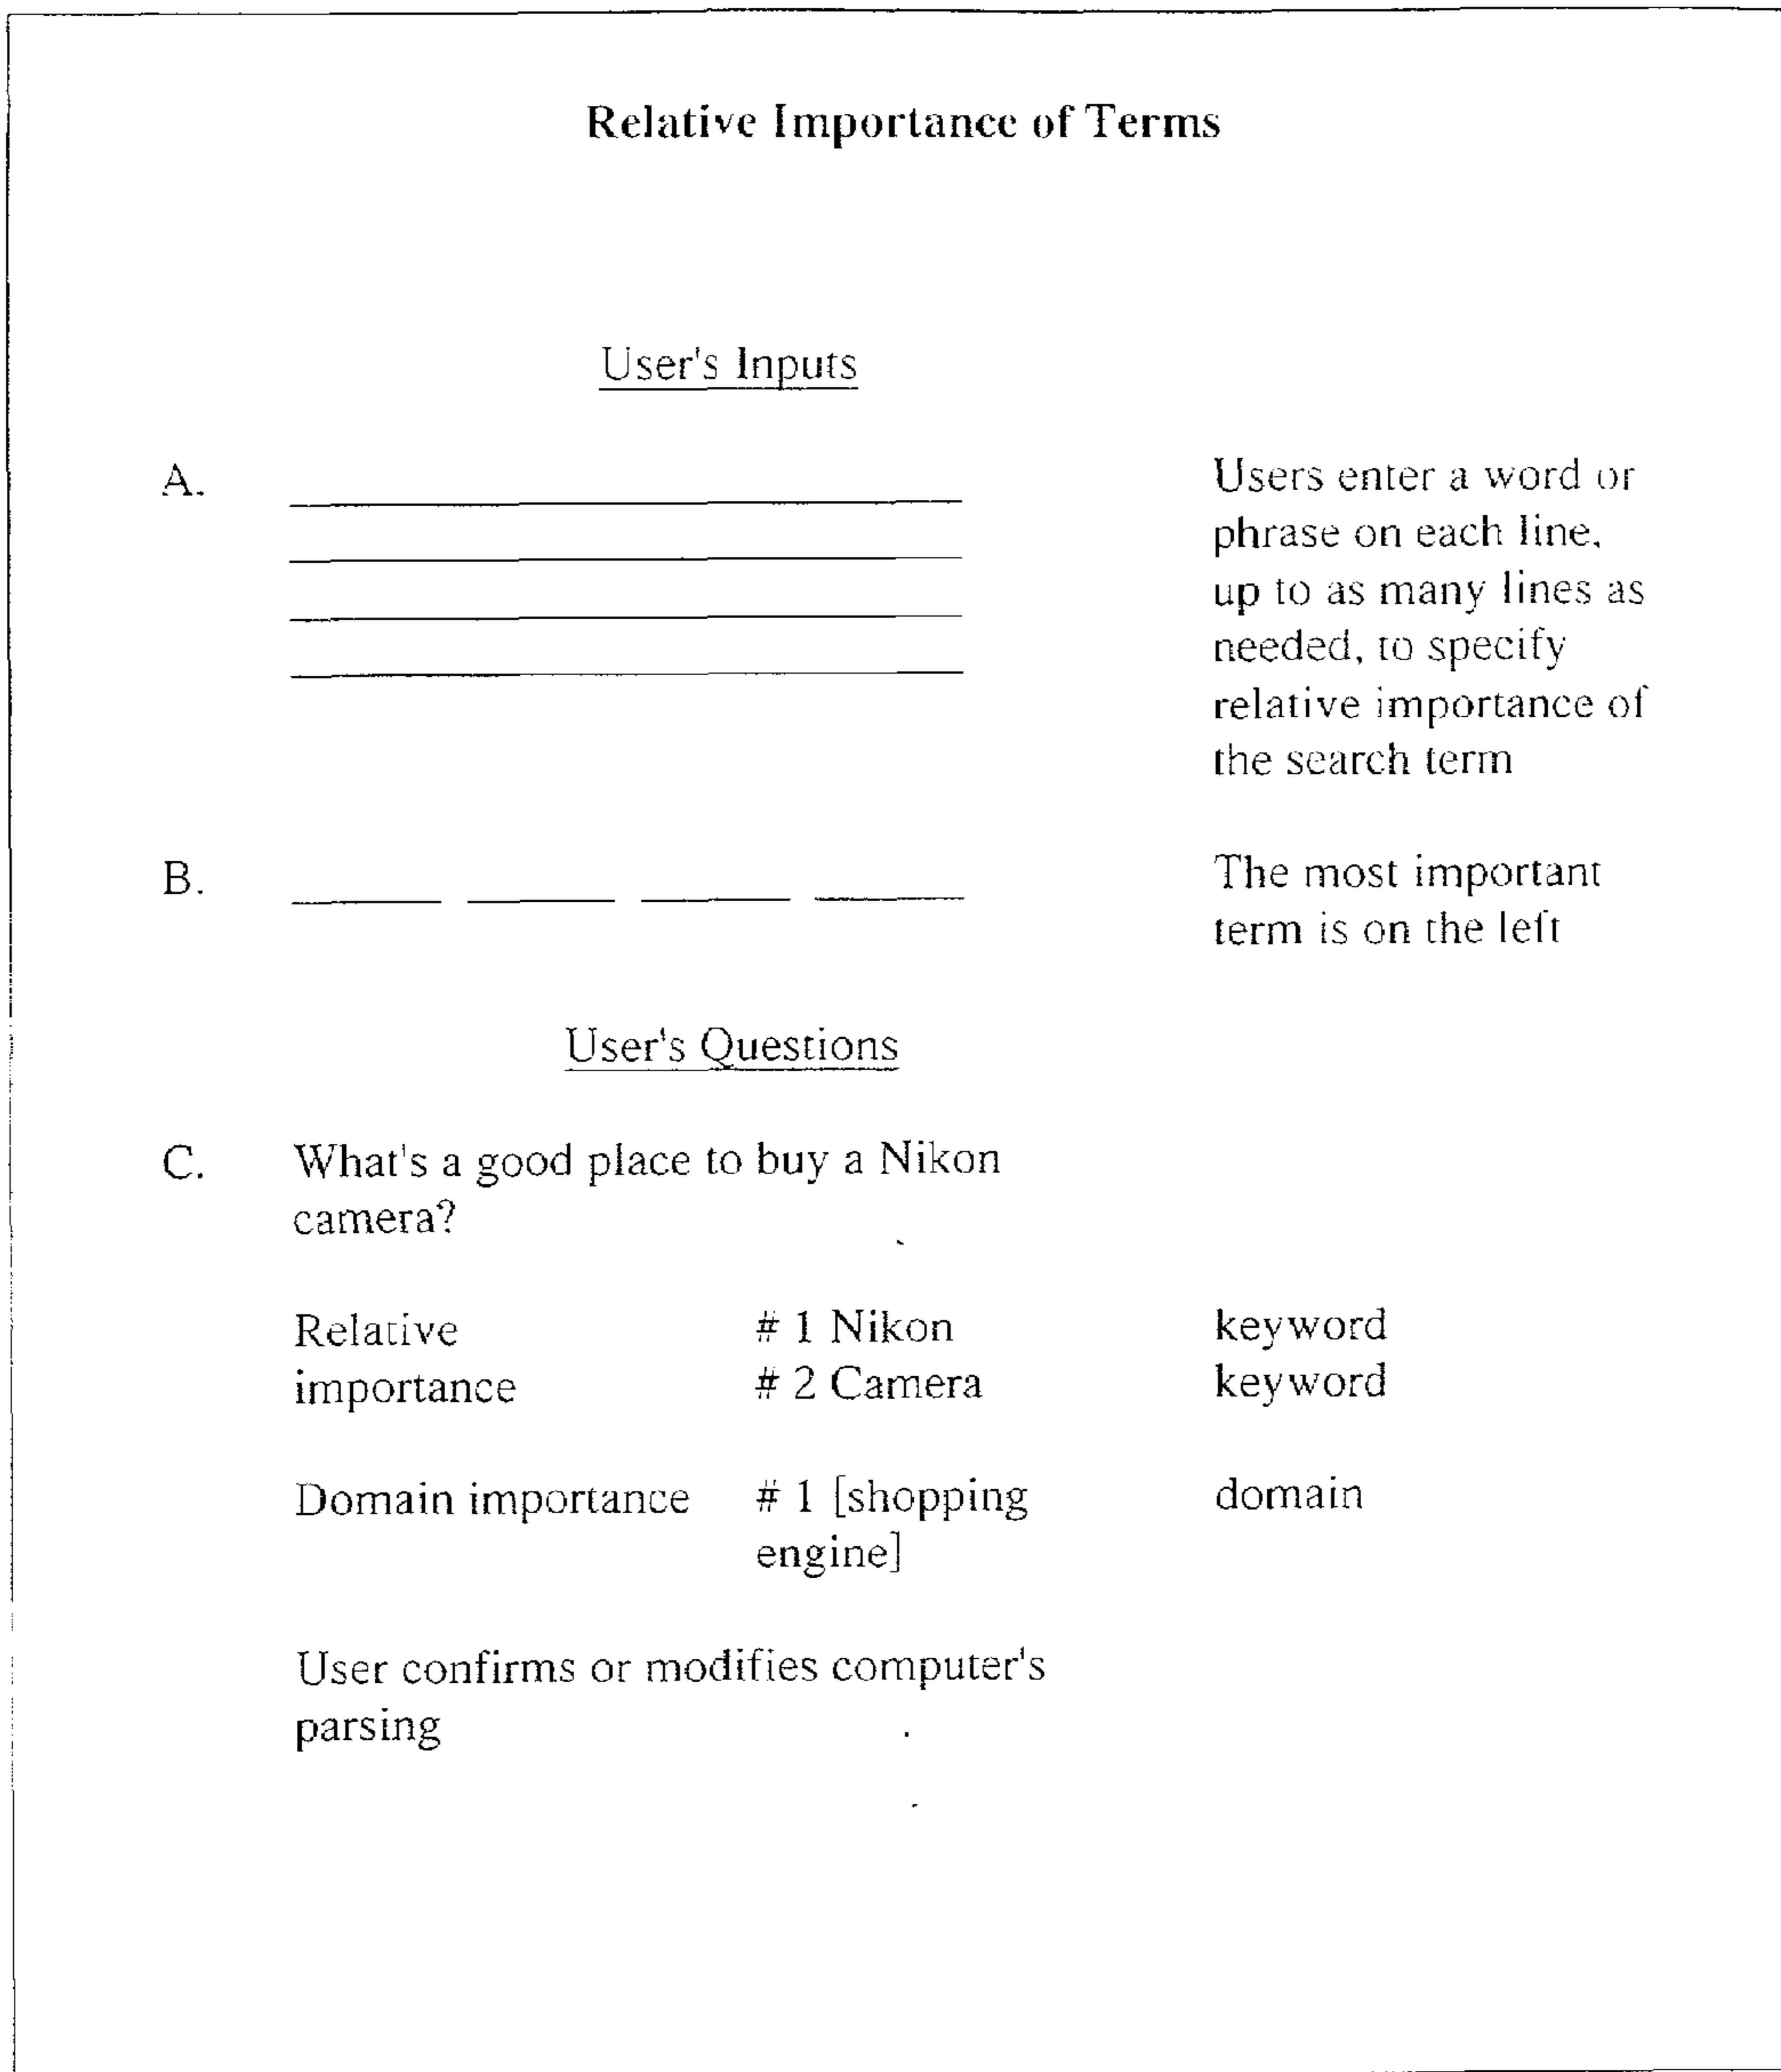 Relative Importance of Terms
User's Inputs
A.
Users enter a word or
phrase on each line,
up to as many lines as
needed, to specify
relative importance of
the search term
B.
The most important
term is on the left
User's Questions
C. What's a good place to buy a Nikon
camera?
Relative # 1 Nikon keyword
importance # 2 Camera keyword
Domain importance # 1 [shopping domain
engine]
User confirms or modifies computer's
parsing